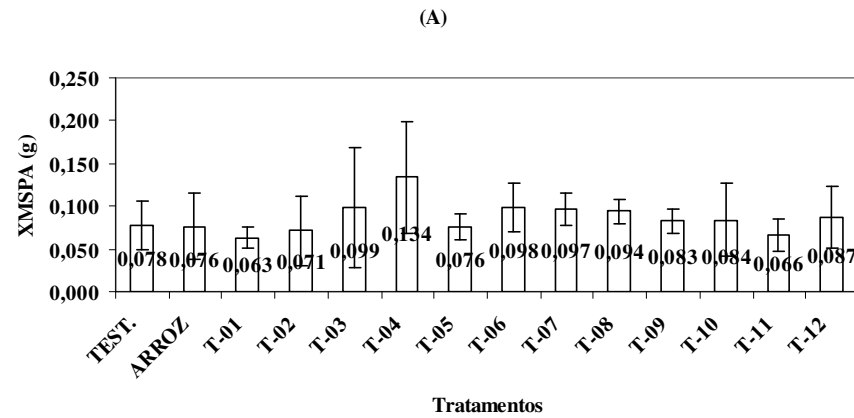 (A)
0,250
0,200
0,150
0,100
0,050
0,000
XMSPA (g)
0,078 0,076 0,063 0,071 0,099 0,134 0,076 0,098 0,097 0,094 0,083 0,084 0,066 0,087
TEST. ARROZ T-01 T-02 T-03 T-04 T-05 T-06 T-07 T-08 T-09 T-10 T-11 T-12
Tratamentos